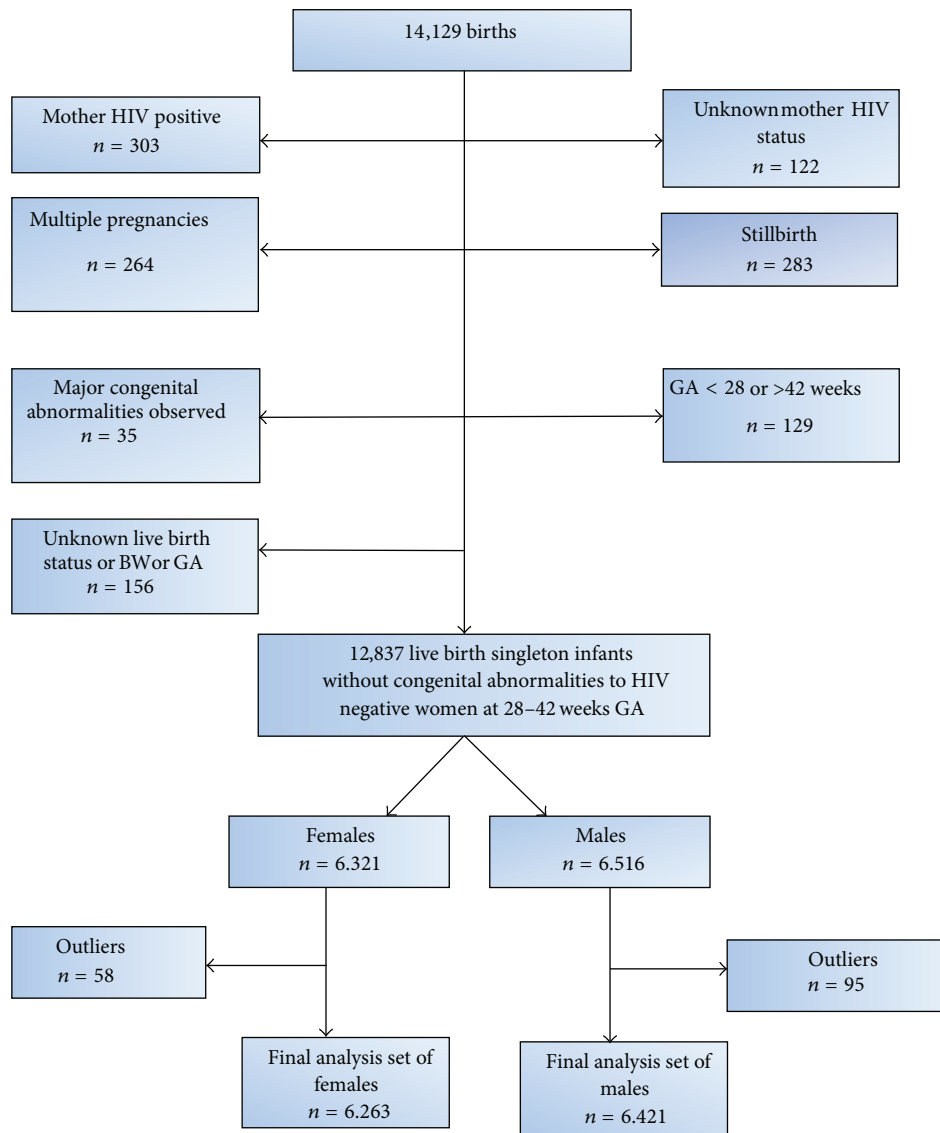 14,129 births
Mother HIV positive
n = 303
Unknown mother HIV
status
n = 122
Multiple pregnancies
n = 264
Stillbirth
n = 283
Major congenital
abnormalities observed
n = 35
GA < 28 or >42 weeks
n = 129
Unknown live birth
status or BWor GA
n = 156
12,837 live birth singleton infants
without congenital abnormalities to HIV
negative women at 28–42 weeks GA
Females
n = 6.321
Males
n = 6.516
Outliers
n = 58
Outliers
n = 95
Final analysis set of
females
n = 6.263
Final analysis set of
males
n = 6.421